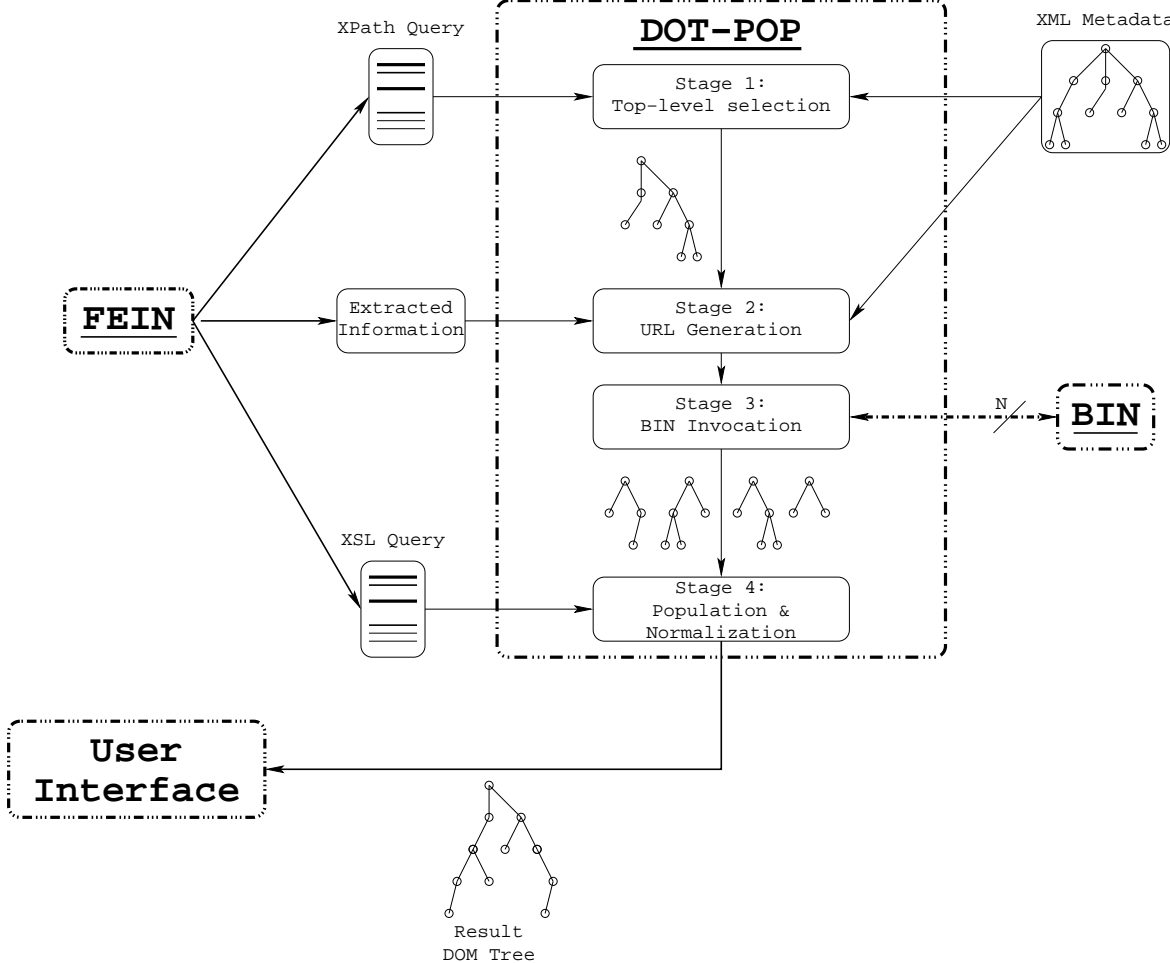 XPath Query
DOT-POP
XML Metadata
Stage 1:
Top-level selection
FEIN
Extracted
Information
Stage 2:
URL Generation
Stage 3:
BIN Invocation
N
BIN
XSL Query
Stage 4:
Population &
Normalization
User
Interface
Result
DOM Tree